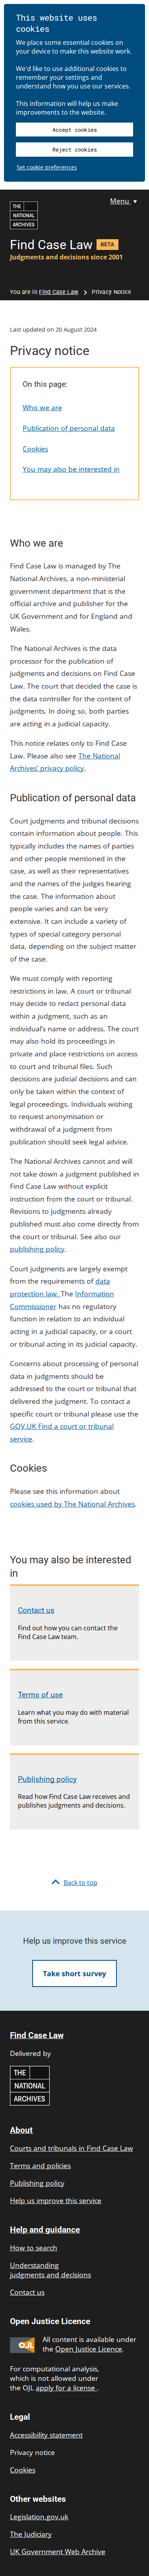 This website uses
cookies
We place some essential cookies on
your device to make this website work.
We'd like to use additional cookies to
remember your settings and
understand how you use our services.
This information will help us make
improvements to the website.
Accept cookies
Reject cookies
Set cookie preferences
Menu
THE
NATIONAL
ARCHIVES
Find Case Law BETA
Judgments and decisions since 2001
You are in Find Case Law > Privacy Notice
Last updated on 20 August 2024
Privacy notice
On this page:
Who we are
Publication of personal data
Cookies
You may also be interested in
Who we are
Find Case Law is managed by The
National Archives, a non-ministerial
government department that is the
official archive and publisher for the
UK Government and for England and
Wales.
The National Archives is the data
processor for the publication of
judgments and decisions on Find Case
Law. The court that decided the case is
the data controller for the content of
judgments. In doing so, both parties
are acting in a judicial capacity.
This notice relates only to Find Case
Law. Please also see The National
Archives' privacy policy.
Publication of personal data
Court judgments and tribunal decisions
contain information about people. This
typically includes the names of parties
and other people mentioned in the
case, as well as their representatives
and the names of the judges hearing
the case. The information about
people varies and can be very
extensive. It can include a variety of
types of special category personal
data, depending on the subject matter
of the case.
We must comply with reporting
restrictions in law. A court or tribunal
may decide to redact personal data
within a judgment, such as an
individual's name or address. The court
may also hold its proceedings in
private and place restrictions on access
to court and tribunal files. Such
decisions are judicial decisions and can
only be taken within the context of
legal proceedings. Individuals wishing
to request anonymisation or
withdrawal of a judgment from
publication should seek legal advice.
The National Archives cannot and will
not take down a judgment published in
Find Case Law without explicit
instruction from the court or tribunal.
Revisions to judgments already
published must also come directly from
the court or tribunal. Also see our
publishing policy.
Court judgments are largely exempt
from the requirements of data
protection law. The Information
Commissioner has no regulatory
function in relation to an individual
acting in a judicial capacity, or a court
or tribunal acting in its judicial capacity.
Concerns about processing of personal
data in judgments should be
addressed to the court or tribunal that
delivered the judgment. To contact a
specific court or tribunal please use the
GOV.UK Find a court or tribunal
service.
Cookies
Please see this information about
cookies used by The National Archives.
You may also be interested
in
Contact us
Find out how you can contact the
Find Case Law team.
Terms of use
Learn what you may do with material
from this service.
Publishing policy
Read how Find Case Law receives and
publishes judgments and decisions.
Back to top
Help us improve this service
Take short survey
Find Case Law
Delivered by
THE
NATIONAL
ARCHIVES
About
Courts and tribunals in Find Case Law
Terms and policies
Publishing policy
Help us improve this service
Help and guidance
How to search
Understanding
judgments and decisions
Contact us
Open Justice Licence
OJL
All content is available under
the Open Justice Licence.
For computational analysis,
which is not allowed under
the OJL apply for a license .
Legal
Accessibility statement
Privacy notice
Cookies
Other websites
Legislation.gov.uk
The Judiciary
UK Government Web Archive